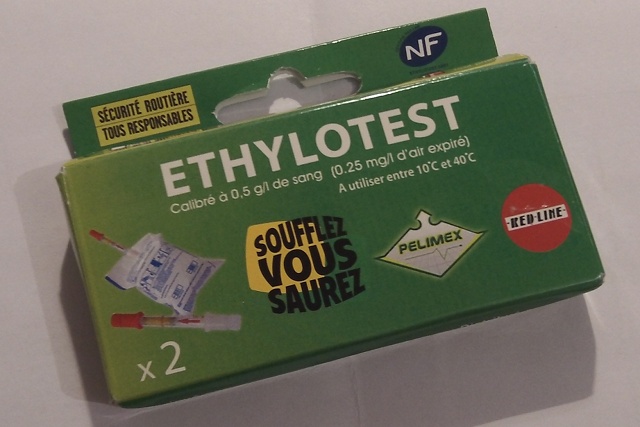 NF
SÉCURITÉ ROUTIÈRE
TOUS RESPONSABLES
ETHYLOTEST
Calibré à 0,5 g/l de sang (0.25 mg/l d'air expiré)
A utiliser entre 10°C et 40°C
SOUFFLEZ
VOUS
SAUREZ
PELIMEX
RED-LINE
x 2